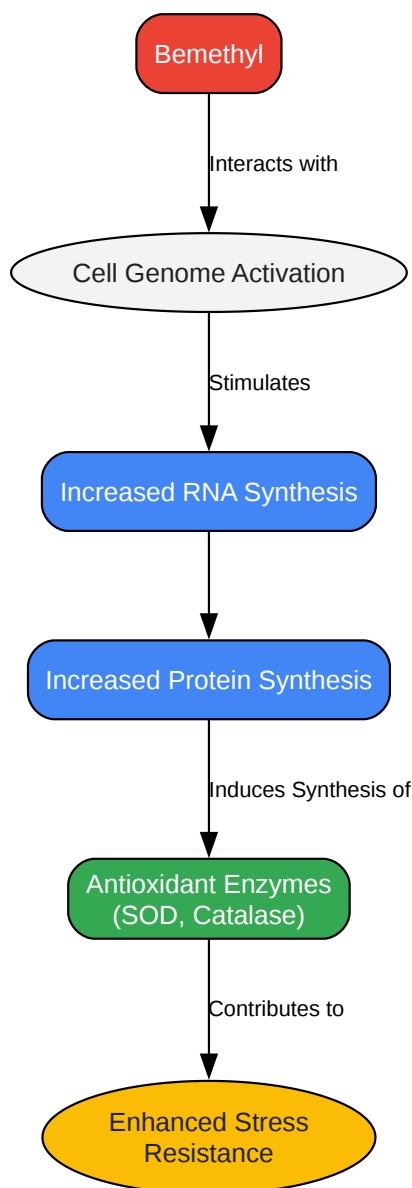 Bemethyl
Interacts with
Cell Genome Activation
Stimulates
Increased RNA Synthesis
Increased Protein Synthesis
Induces Synthesis of
Antioxidant Enzymes
(SOD, Catalase)
Contributes to
Enhanced Stress
Resistance